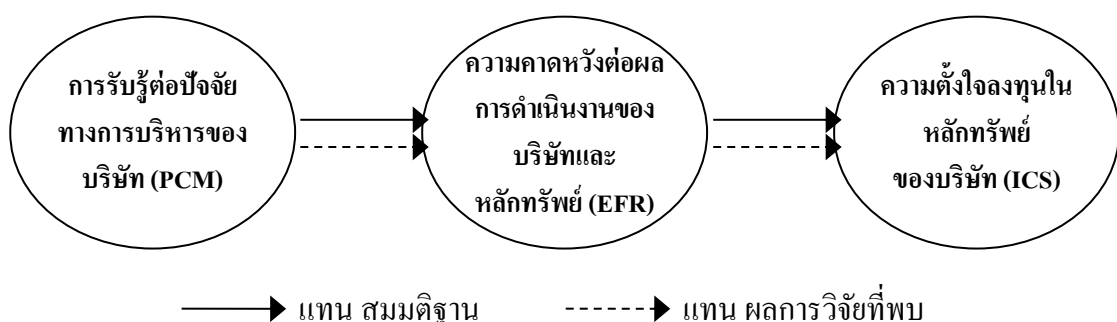 การรับรู้ต่อปัจจัย
ทางการบริหารของ
บริษัท (PCM)
ความคาดหวังต่อผล
การดำเนินงานของ
บริษัทและ
หลักทรัพย์ (EFR)
ความตั้งใจลงทุนใน
หลักทรัพย์
ของบริษัท (ICS)
แทน สมมติฐาน
แทน ผลการวิจัยที่พบ